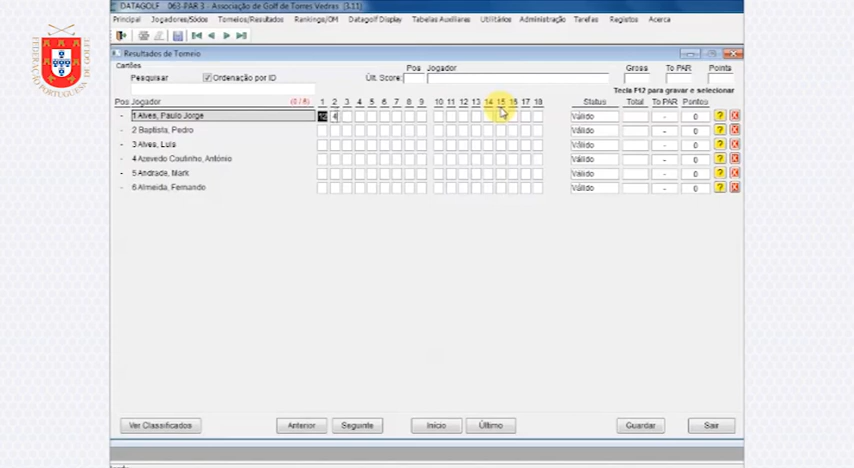 DATAGOLF 063-PAR 3 - Associação de Golf de Torres Vedras [3.11]
Principal Jogadores/Sócios Torneios/Resultados Rankings/OM Datagolf Display Tabelas Auxiliares Utilitários Administração Tarefas Registos Acerca
FEDERAÇÃO PORTUGUESA DE GOLFE
Resultados de Torneio
Cartões
Pesquisar Ordenação por ID Últ. Score: Pos Jogador Gross To PAR Points
Tecla F12 para gravar e selecionar
Pos Jogador (0 / 6) 1 2 3 4 5 6 7 8 9 10 11 12 13 14 15 16 17 18 Status Total To PAR Pontos
- 1 Alves, Paulo Jorge 4 Válido - 0 ?
- 2 Baptista, Pedro Válido - 0 ?
- 3 Alves, Luis Válido - 0 ?
- 4 Azevedo Coutinho, António Válido - 0 ?
- 5 Andrade, Mark Válido - 0 ?
- 6 Almeida, Fernando Válido - 0 ?
Ver Classificados Anterior Seguinte Início Último Guardar Sair